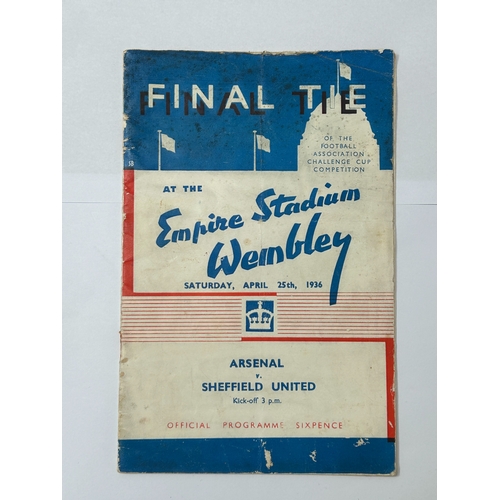 FINAL TIE
OF THE
FOOTBALL
ASSOCIATION
CHALLENGE CUP
COMPETITION
AT THE
Empire Stadium
Wembley
SATURDAY, APRIL 25th, 1936
ARSENAL
v.
SHEFFIELD UNITED
Kick-off 3 p.m.
OFFICIAL PROGRAMME SIXPENCE